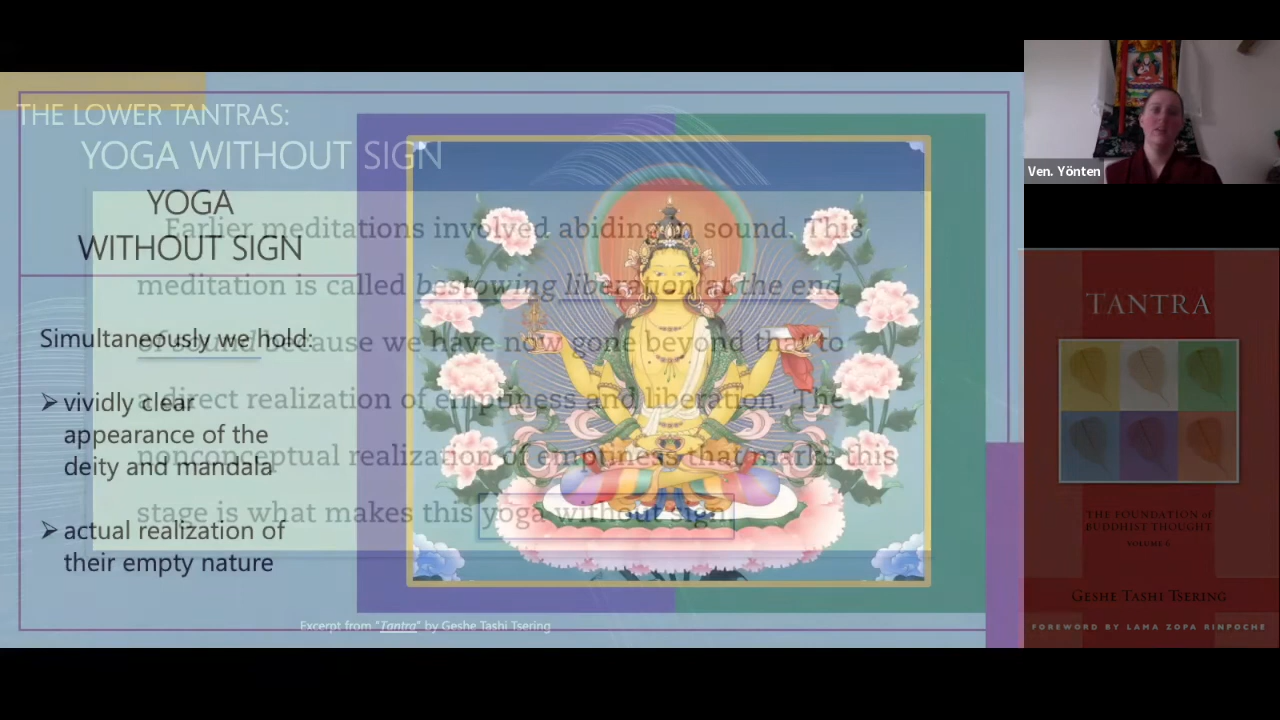 THE LOWER TANTRAS:
YOGA WITHOUT SIGN
Earlier meditations involved abiding in sound. This
meditation is called bestowing liberation at the end
of sound because we have now gone beyond that to
a direct realization of emptiness and liberation. The
nonconceptual realization of emptiness that marks this
stage is what makes this yoga without sign.
Excerpt from "Tantra" by Geshe Tashi Tsering
YOGA
WITHOUT SIGN
Simultaneously we hold:
➢ vividly clear
appearance of the
deity and mandala
➢ actual realization of
their empty nature
Ven. Yönten
TANTRA
THE FOUNDATION of
BUDDHIST THOUGHT
VOLUME 6
GESHE TASHI TSERING
FOREWORD BY LAMA ZOPA RINPOCHE